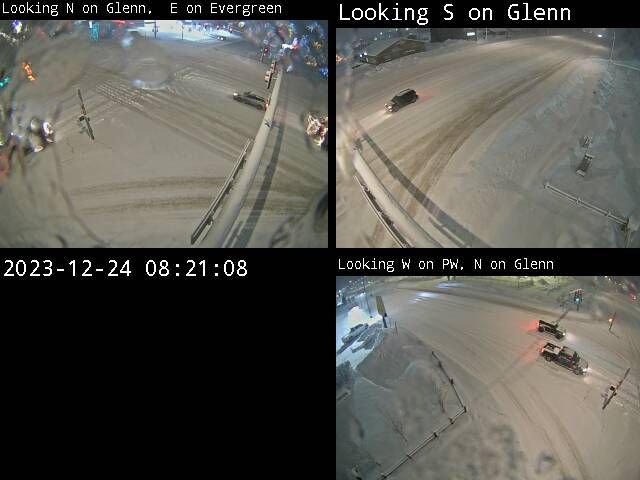 Looking N on Glenn,  E on Evergreen
Looking S on Glenn
2023-12-24 08:21:08
Looking W on PW, N on Glenn